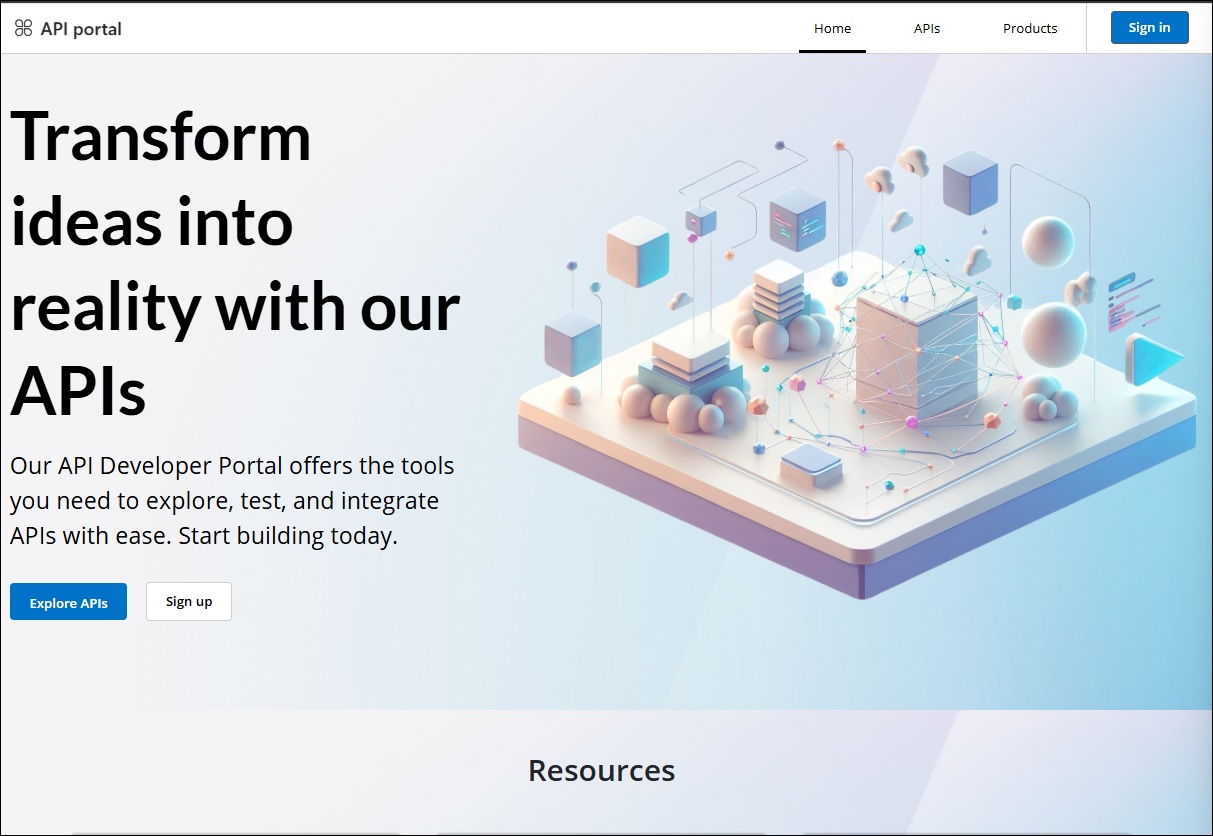 API portal
Home
APIs
Products
Sign in
Transform
ideas into
reality with our
APIs
Our API Developer Portal offers the tools
you need to explore, test, and integrate
APIs with ease. Start building today.
Explore APIs
Sign up
Resources